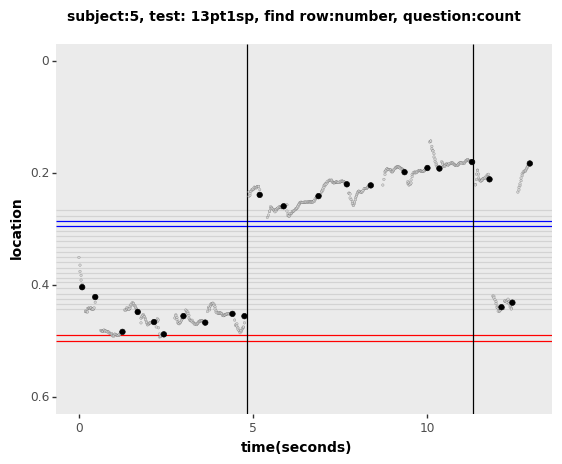 subject:5, test: 13pt1sp, find row:number, question:count
0
0.2
0.4
0.6
location
0 5 10
time(seconds)